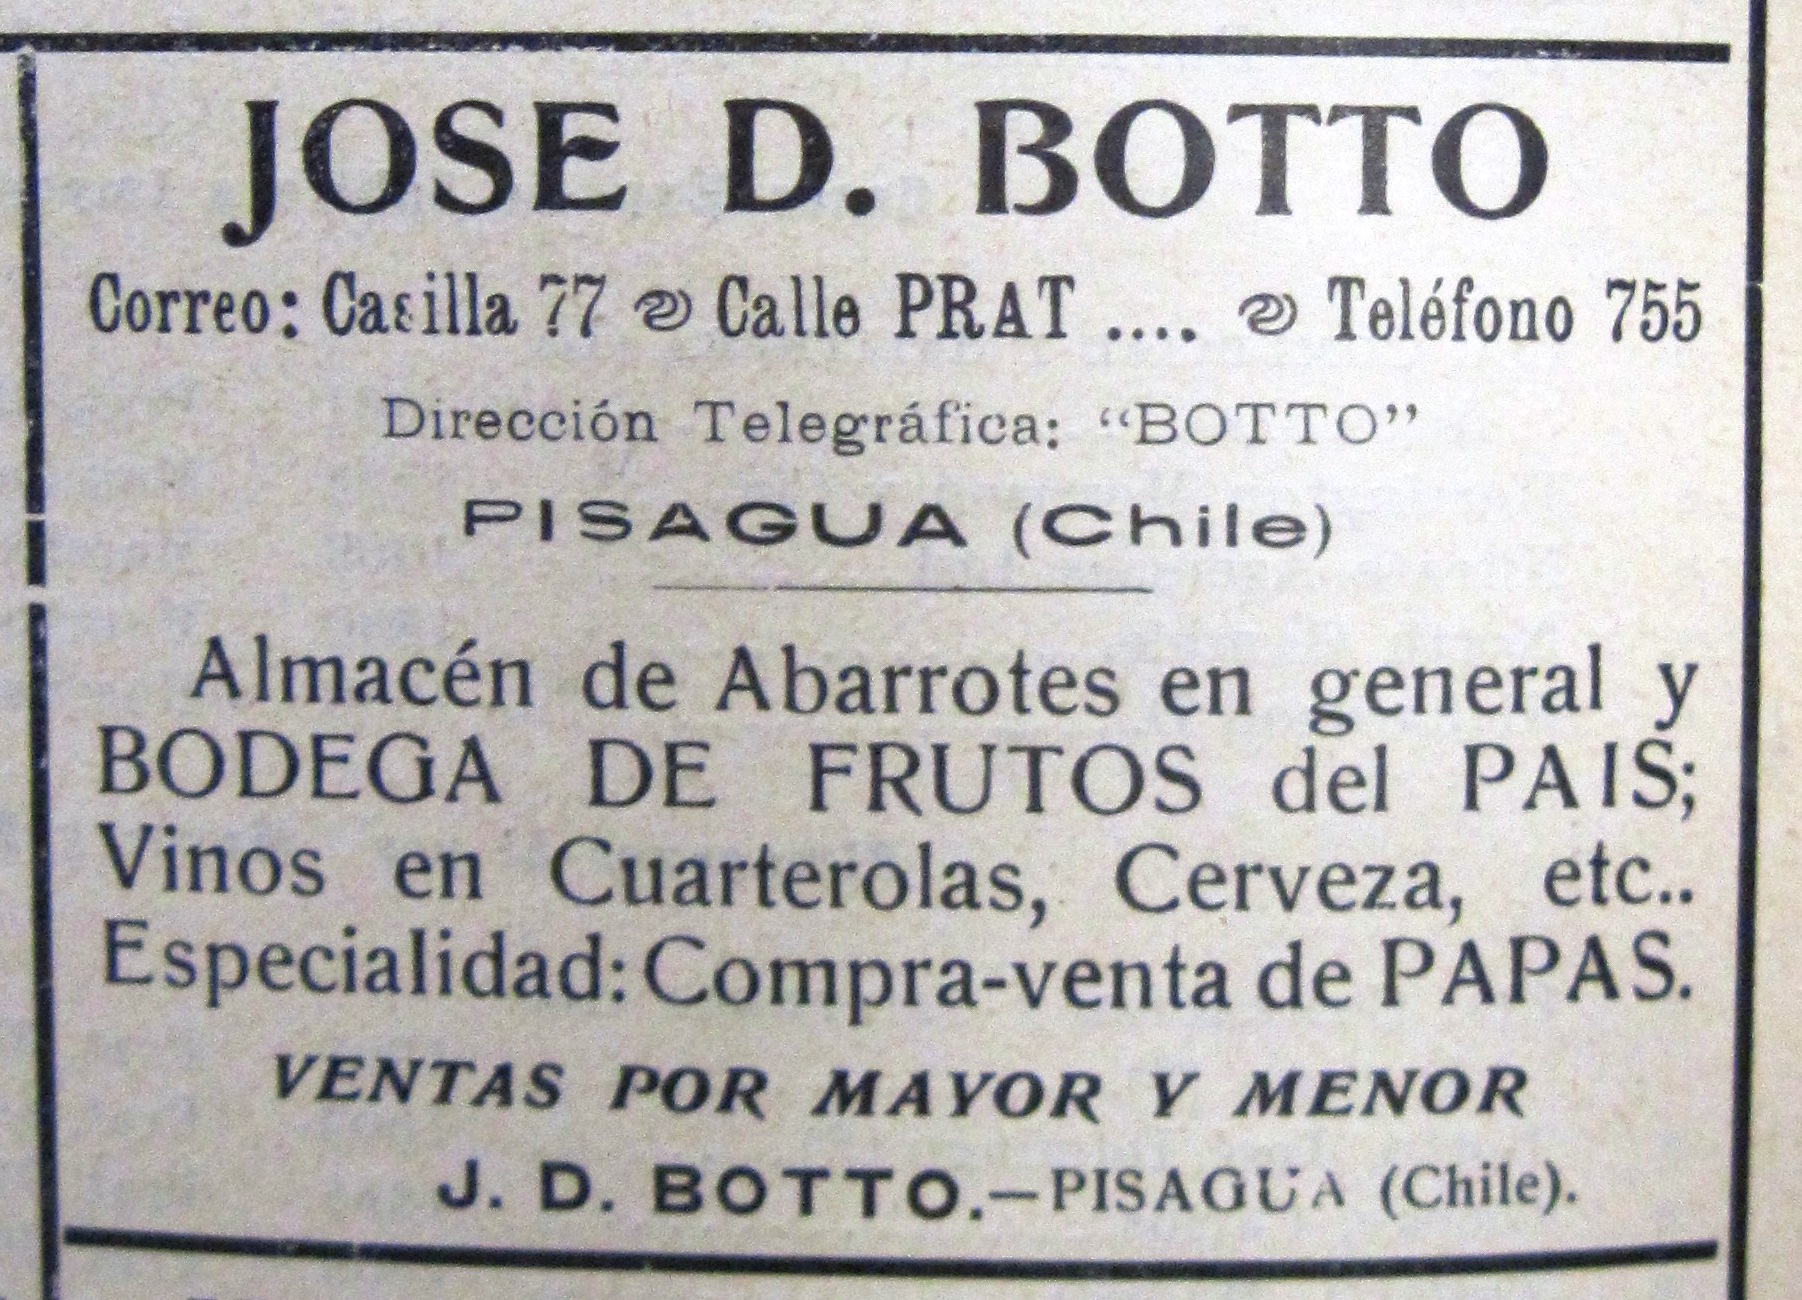 JOSE D. BOTTO
Correo: Casilla 77 Calle PRAT .... Teléfono 755
Dirección Telegráfica: “BOTTO”
PISAGUA (Chile)
Almacén de Abarrotes en general y
BODEGA DE FRUTOS del PAIS;
Vinos en Cuarterolas, Cerveza, etc..
Especialidad: Compra-venta de PAPAS.
VENTAS POR MAYOR Y MENOR
J. D. BOTTO.—PISAGUA (Chile).